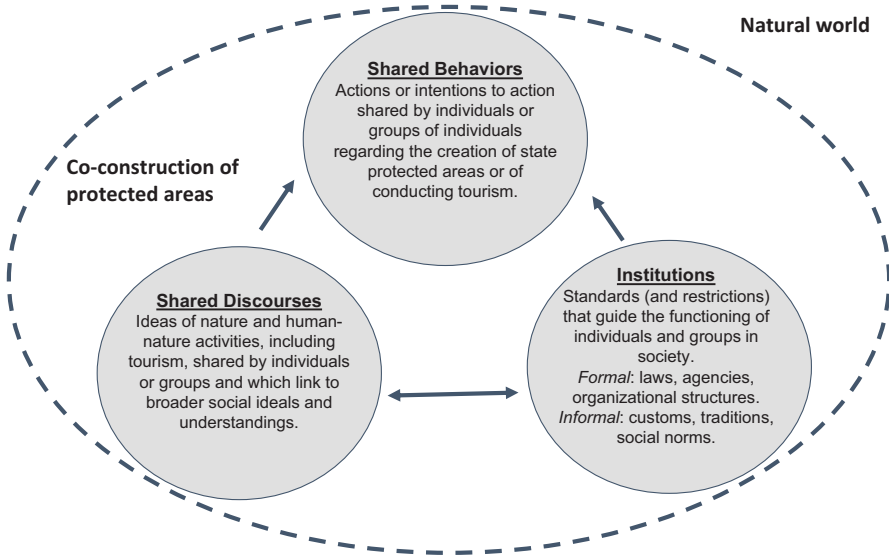 Natural world
Shared Behaviors
Actions or intentions to action
shared by individuals or
groups of individuals
regarding the creation of state
protected areas or of
conducting tourism.
Co-construction of
protected areas
Shared Discourses
Ideas of nature and human-
nature activities, including
tourism, shared by individuals
or groups and which link to
broader social ideals and
understandings.
Institutions
Standards (and restrictions)
that guide the functioning of
individuals and groups in
society.
Formal: laws, agencies,
organizational structures.
Informal: customs, traditions,
social norms.